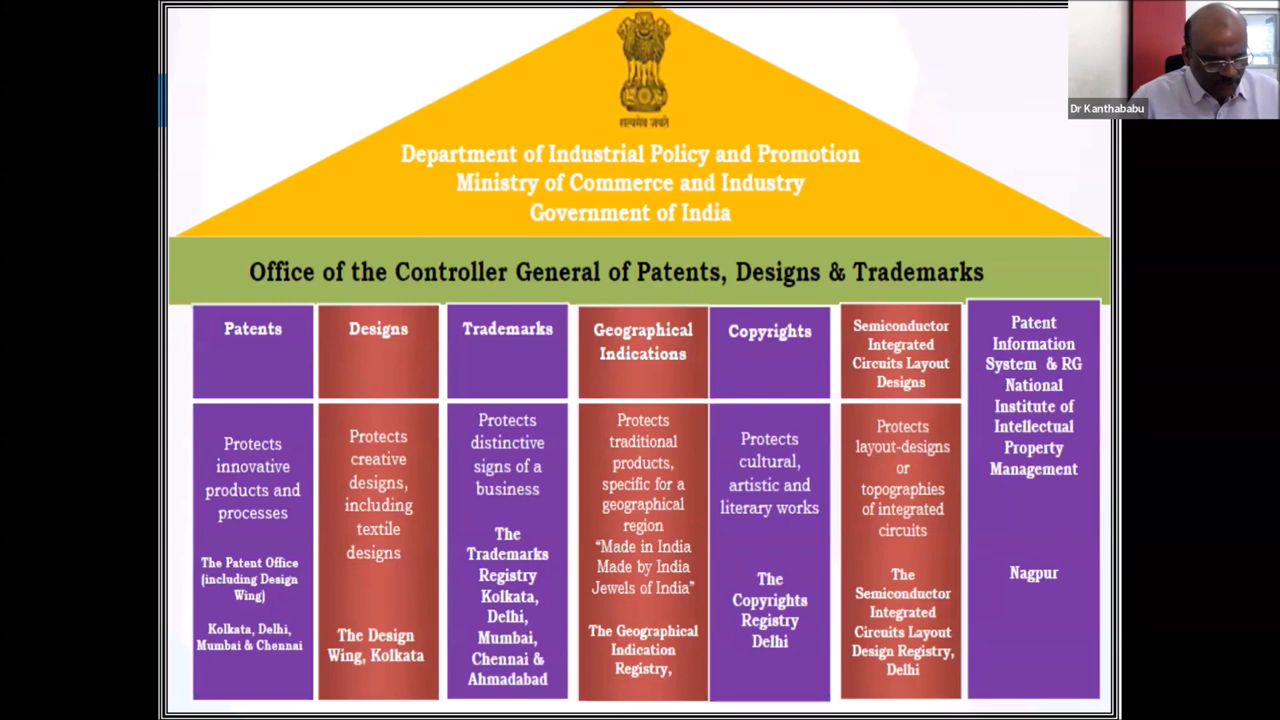 Dr Kanthababu
सत्यमेव जयते
Department of Industrial Policy and Promotion
Ministry of Commerce and Industry
Government of India
Office of the Controller General of Patents, Designs & Trademarks
Patents
Protects
innovative
products and
processes
The Patent Office
(including Design
Wing)
Kolkata, Delhi,
Mumbai & Chennai
Designs
Protects
creative
designs,
including
textile
designs
The Design
Wing, Kolkata
Trademarks
Protects
distinctive
signs of a
business
The
Trademarks
Registry
Kolkata,
Delhi,
Mumbai,
Chennai &
Ahmadabad
Geographical
Indications
Protects
traditional
products,
specific for a
geographical
region
“Made in India
Made by India
Jewels of India”
The Geographical
Indication
Registry,
Copyrights
Protects
cultural,
artistic and
literary works
The
Copyrights
Registry
Delhi
Semiconductor
Integrated
Circuits Layout
Designs
Protects
layout-designs
or
topographies
of integrated
circuits
The
Semiconductor
Integrated
Circuits Layout
Design Registry,
Delhi
Patent
Information
System & RG
National
Institute of
Intellectual
Property
Management
Nagpur